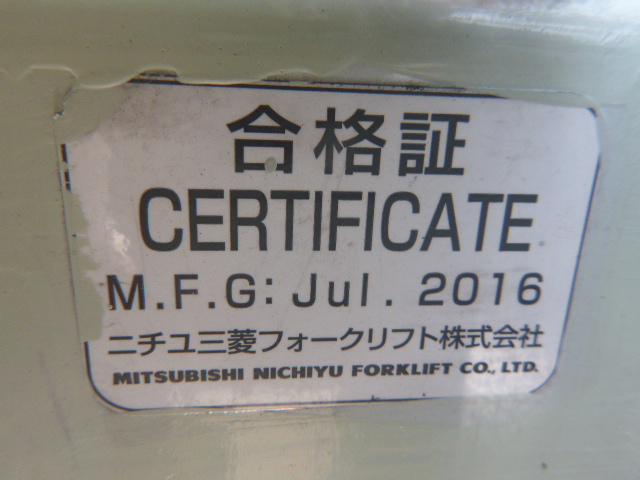 合格証
CERTIFICATE
M.F.G: Jul. 2016
ニチユ三菱フォークリフト株式会社
MITSUBISHI NICHIYU FORKLIFT CO., LTD.